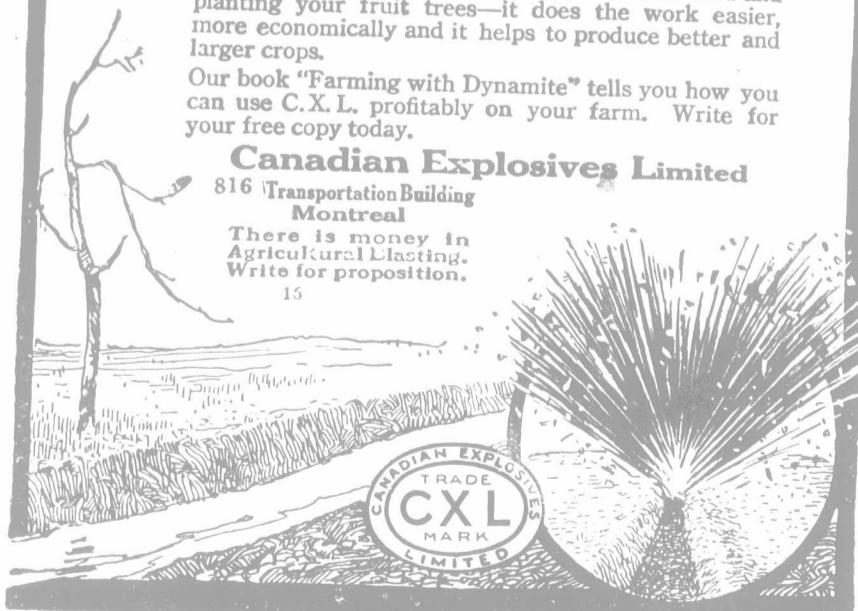 planting your fruit trees—it does the work easier,
more economically and it helps to produce better and
larger crops.
Our book "Farming with Dynamite" tells you how you
can use C.X.L. profitably on your farm. Write for
your free copy today.
Canadian Explosives Limited
816 Transportation Building
Montreal
There is money in
Agricultural Blasting.
Write for proposition.
15
CANADIAN EXPLOSIVES
TRADE
CXL
MARK
LIMITED